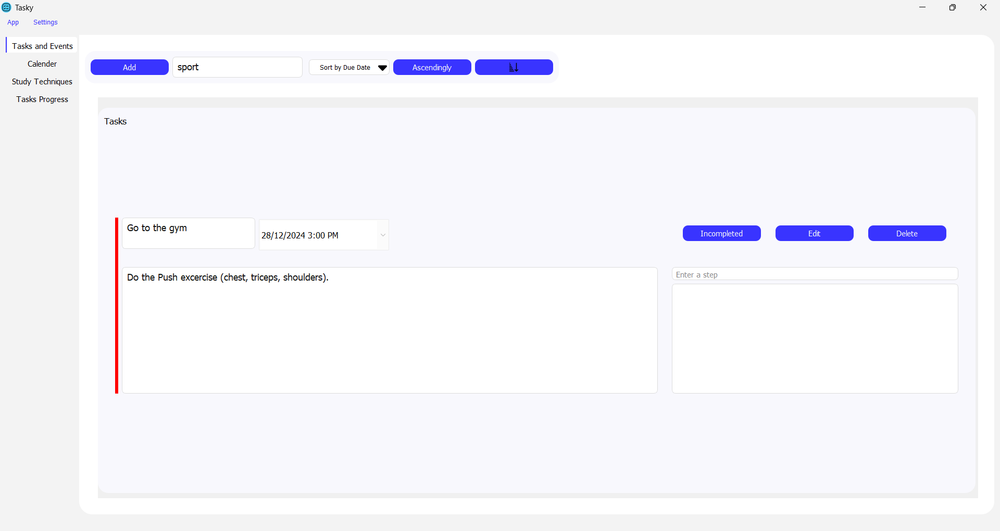 Tasky
App Settings
Tasks and Events
Calender
Study Techniques
Tasks Progress
Add sport Sort by Due Date Ascendingly
Tasks
Go to the gym 28/12/2024 3:00 PM Incompleted Edit Delete
Do the Push excercise (chest, triceps, shoulders). Enter a step